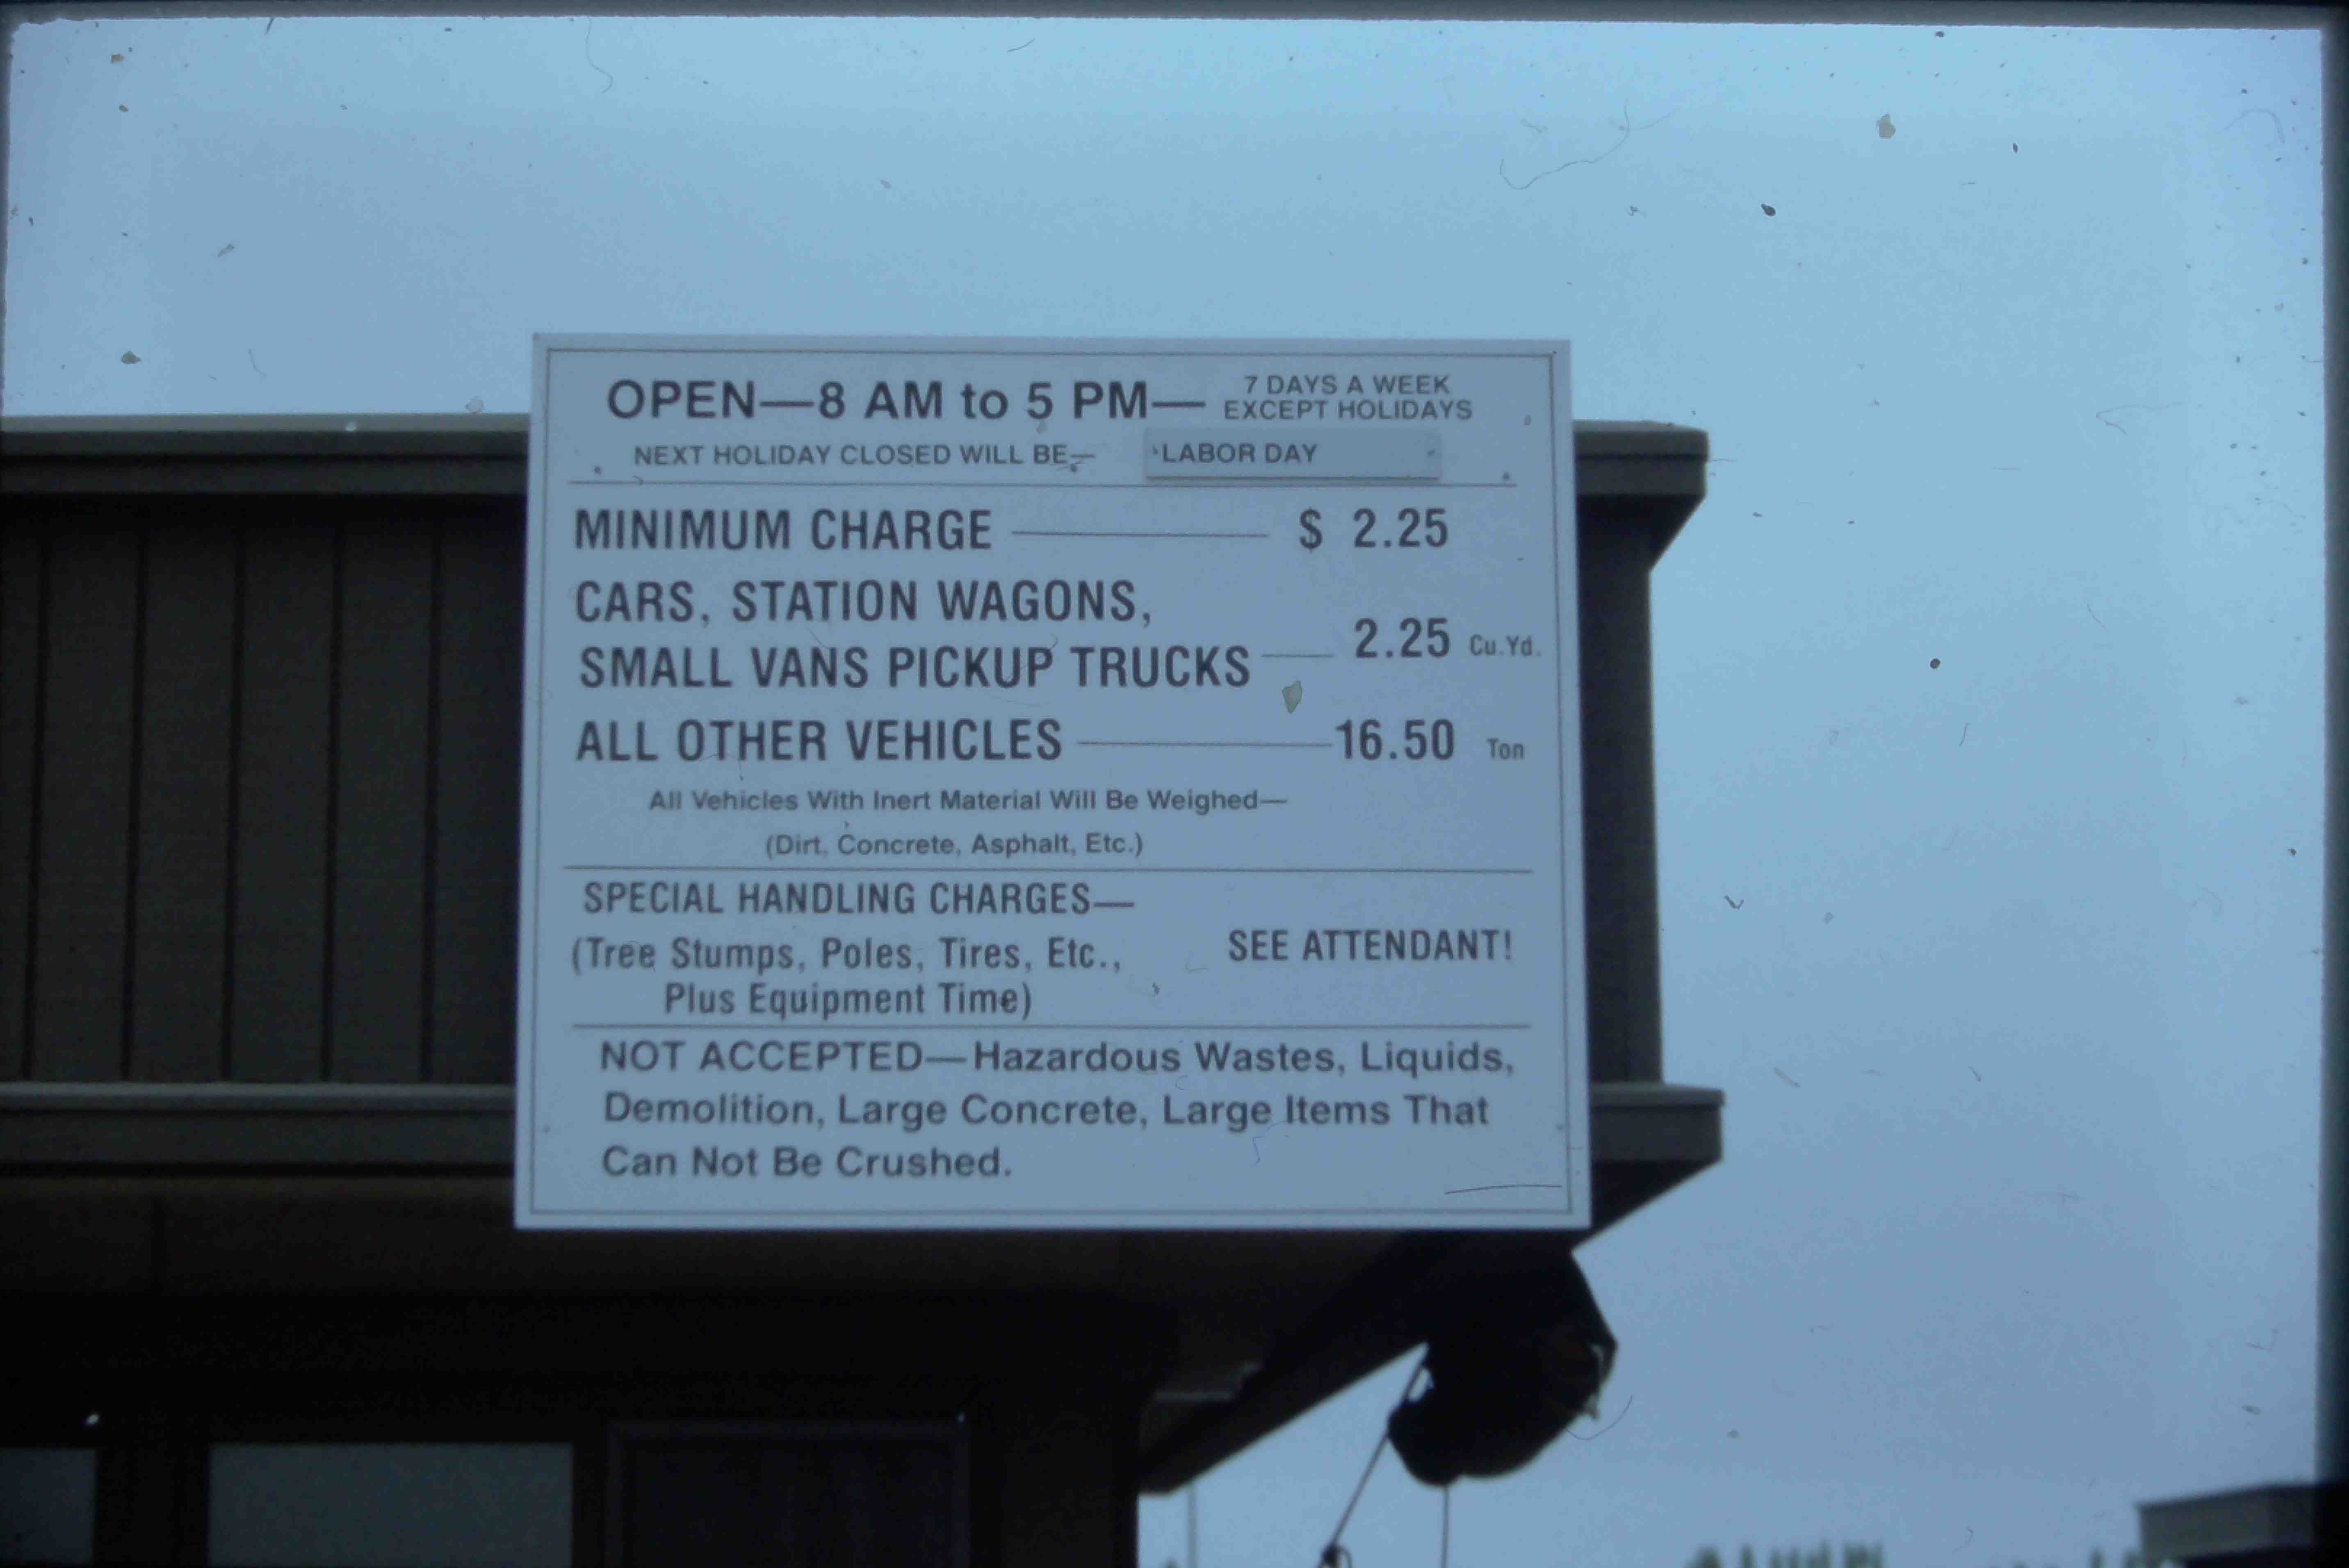 OPEN—8 AM to 5 PM— 7 DAYS A WEEK
EXCEPT HOLIDAYS
NEXT HOLIDAY CLOSED WILL BE— LABOR DAY
MINIMUM CHARGE — $ 2.25
CARS, STATION WAGONS,
SMALL VANS PICKUP TRUCKS — 2.25 Cu.Yd.
ALL OTHER VEHICLES — 16.50 Ton
All Vehicles With Inert Material Will Be Weighed—
(Dirt, Concrete, Asphalt, Etc.)
SPECIAL HANDLING CHARGES—
(Tree Stumps, Poles, Tires, Etc., SEE ATTENDANT!
Plus Equipment Time)
NOT ACCEPTED—Hazardous Wastes, Liquids,
Demolition, Large Concrete, Large Items That
Can Not Be Crushed.